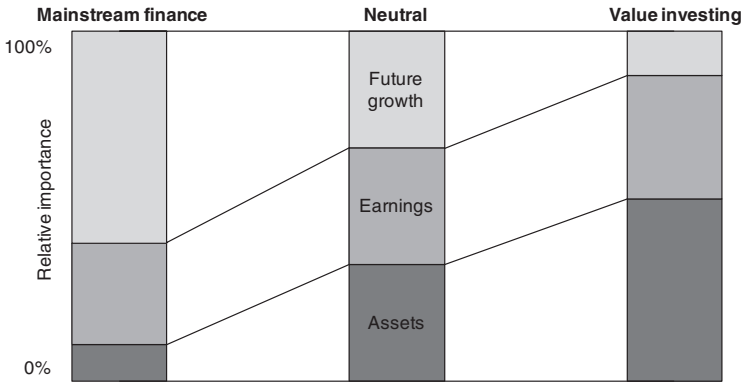 Mainstream finance
Neutral
Value investing
100%
Future
growth
Relative importance
Earnings
Assets
0%